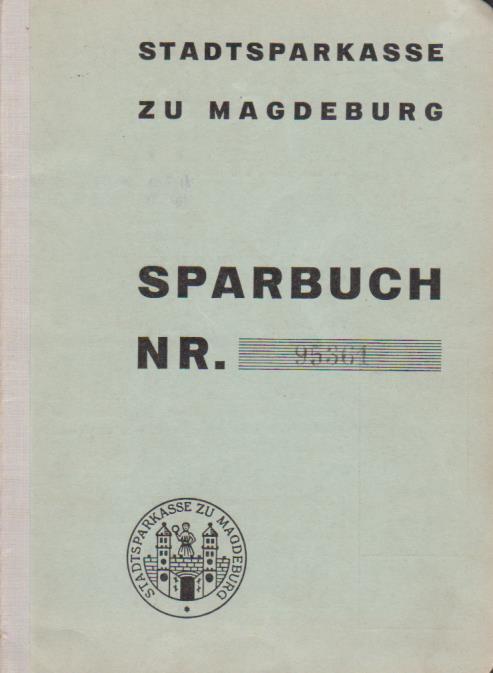 STADTSPARKASSE
ZU MAGDEBURG
SPARBUCH
NR. 95361
STADTSPARKASSE ZU MAGDEBURG